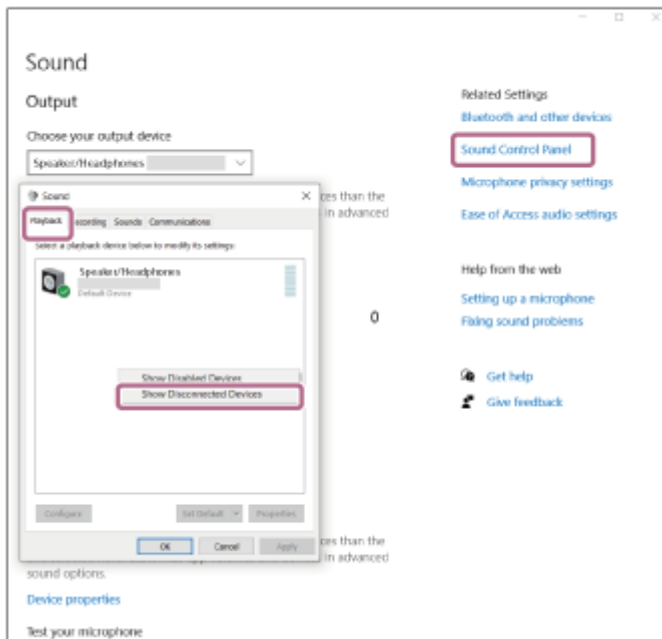 Sound
Output
Choose your output device
Speaker/Headphones
Sound
Playback
Recording
Sounds
Communications
Select a playback device below to modify its settings:
Speaker/Headphones
Default Device
Show Disabled Devices
Show Disconnected Devices
Configure
Set Default
Properties
OK
Cancel
Apply
ces than the
in advanced
0
ces than the
in advanced
sound options.
Device properties
Test your microphone
Related Settings
Bluetooth and other devices
Sound Control Panel
Microphone privacy settings
Ease of Access audio settings
Help from the web
Setting up a microphone
Fixing sound problems
Get help
Give feedback